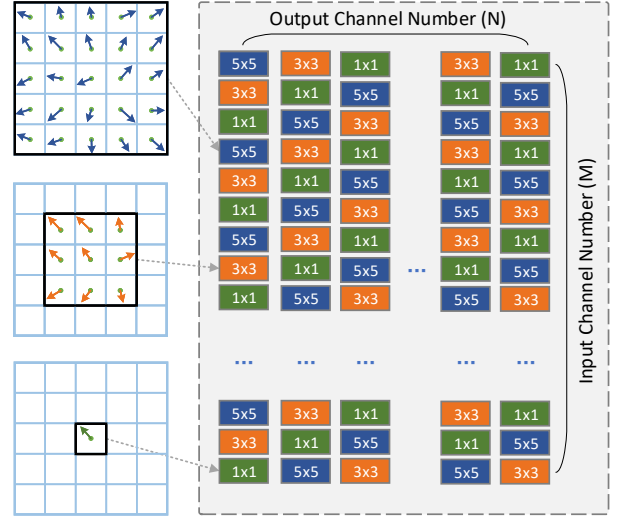 Output Channel Number (N)
5x5 3x3 1x1 3x3 1x1
3x3 1x1 5x5 1x1 5x5
1x1 5x5 3x3 5x5 3x3
5x5 3x3 1x1 3x3 1x1
3x3 1x1 5x5 1x1 5x5
1x1 5x5 3x3 5x5 3x3
5x5 3x3 1x1 3x3 1x1
3x3 1x1 5x5 ... 1x1 5x5
1x1 5x5 3x3 5x5 3x3
... ... ... ... ...
5x5 3x3 1x1 3x3 1x1
3x3 1x1 5x5 1x1 5x5
1x1 5x5 3x3 5x5 3x3
Input Channel Number (M)